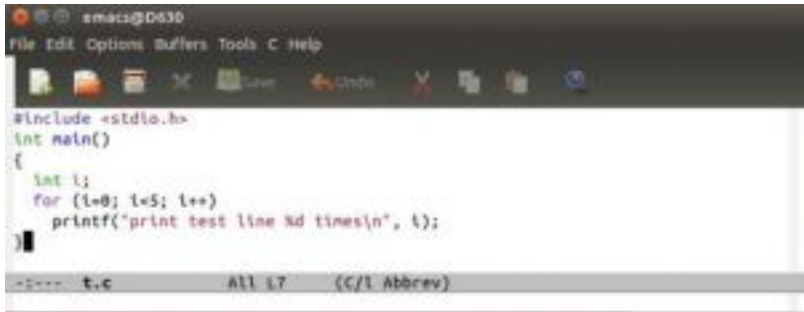 emacs@D630
File Edit Options Buffers Tools C Help
Save Undo
#include <stdio.h>
int main()
{
int i;
for (i=0; i<5; i++)
printf("print test line %d times\n", i);
}
-:--- t.c All L7 (C/l Abbrev)